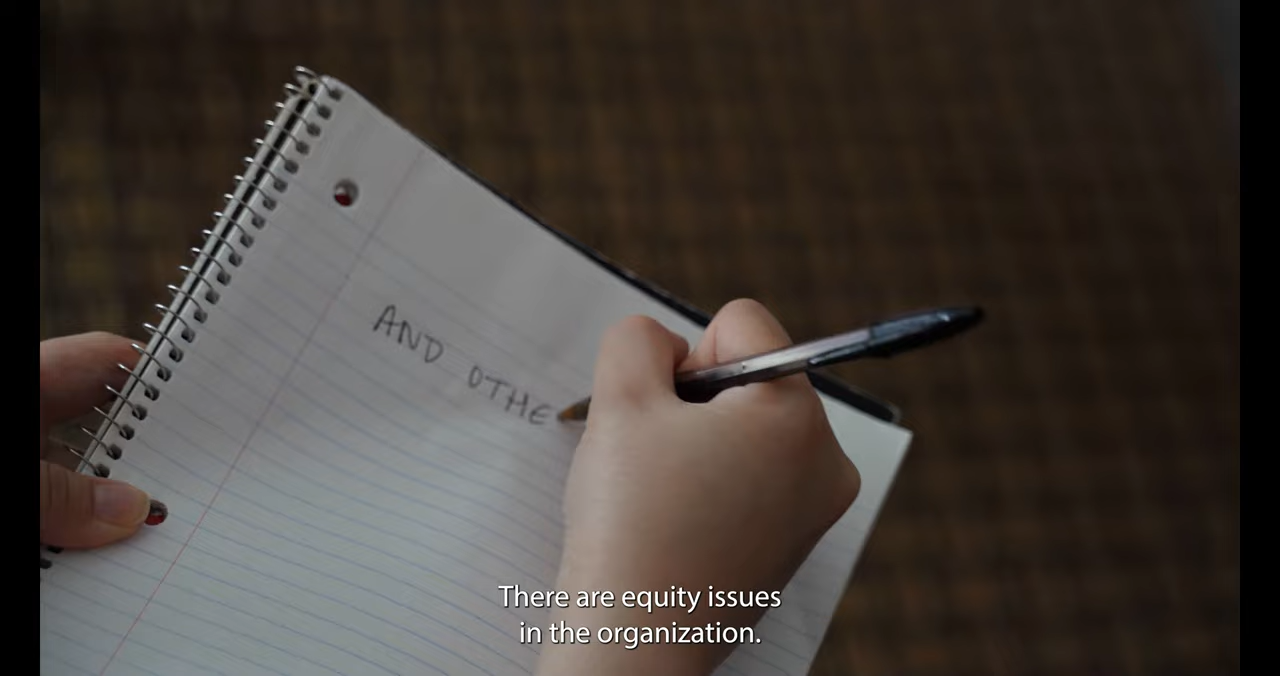 AND OTHE
There are equity issues
in the organization.